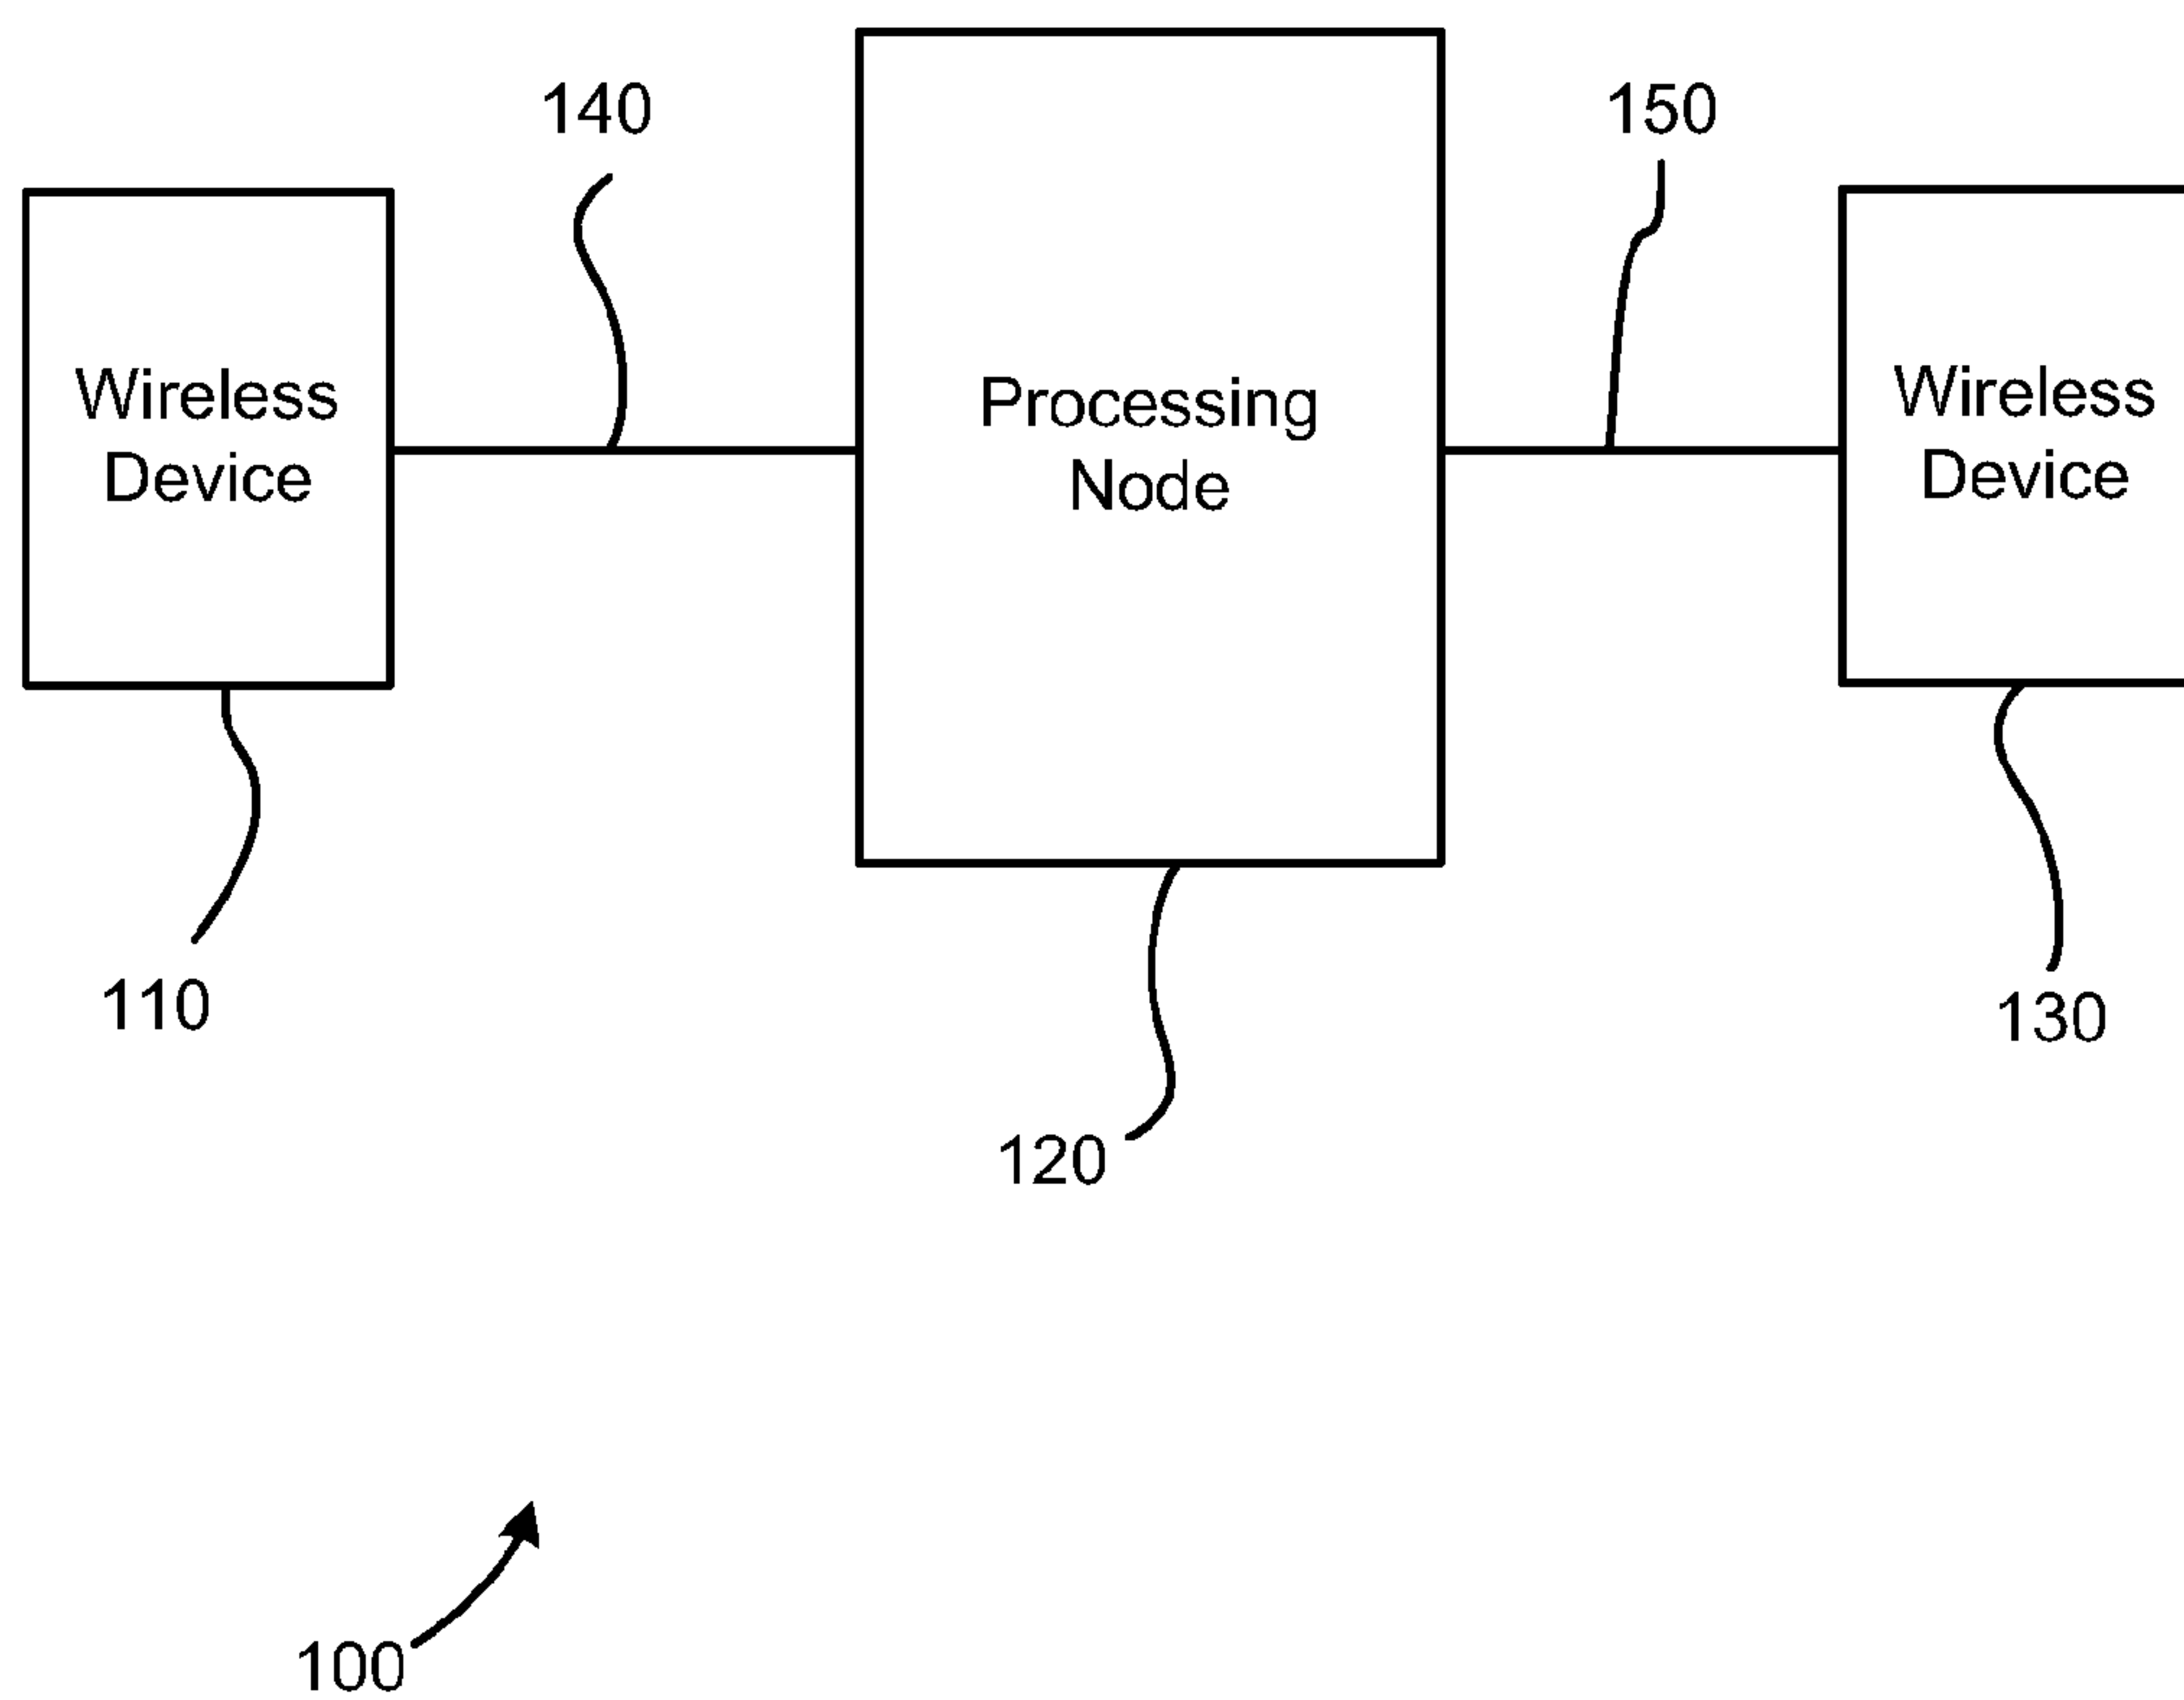 140
150
Wireless
Device
Processing
Node
Wireless
Device
110
130
120
100